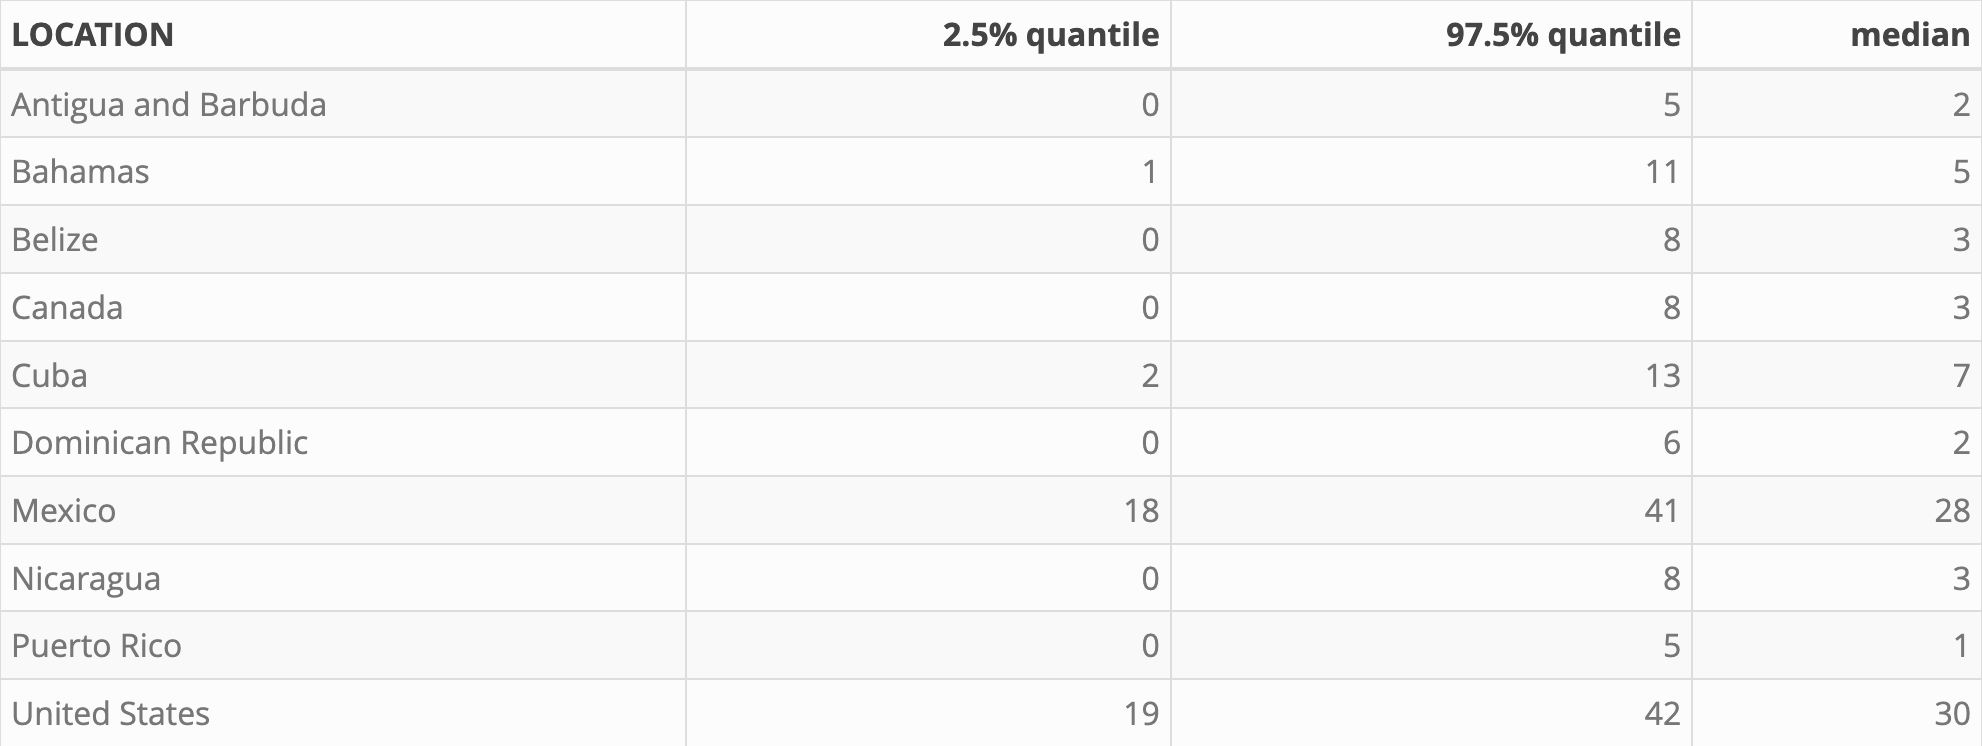 LOCATION 2.5% quantile 97.5% quantile median
Antigua and Barbuda 0 5 2
Bahamas 1 11 5
Belize 0 8 3
Canada 0 8 3
Cuba 2 13 7
Dominican Republic 0 6 2
Mexico 18 41 28
Nicaragua 0 8 3
Puerto Rico 0 5 1
United States 19 42 30